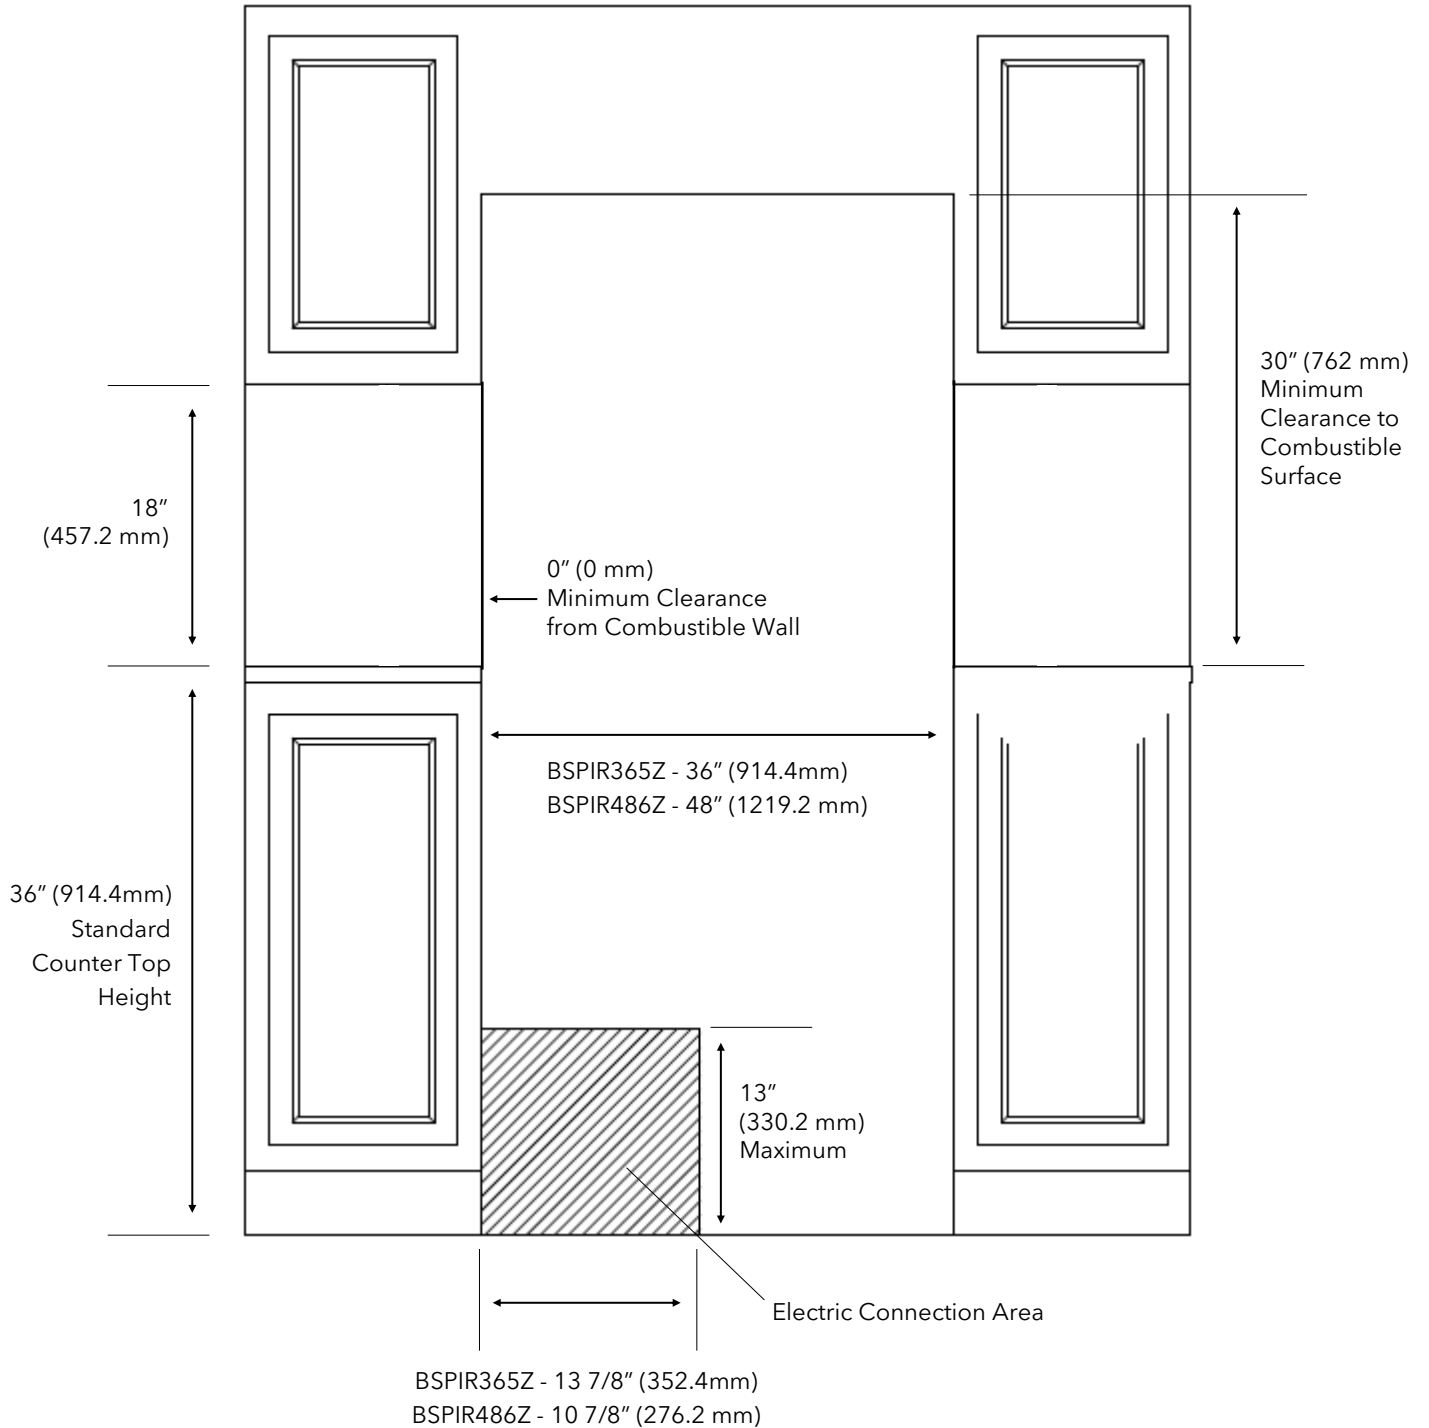 30” (762 mm)
Minimum
Clearance to
Combustible
Surface
18”
(457.2 mm)
0” (0 mm)
Minimum Clearance
from Combustible Wall
BSPIR365Z - 36” (914.4mm)
BSPIR486Z - 48” (1219.2 mm)
36” (914.4mm)
Standard
Counter Top
Height
13”
(330.2 mm)
Maximum
Electric Connection Area
BSPIR365Z - 13 7/8” (352.4mm)
BSPIR486Z - 10 7/8” (276.2 mm)